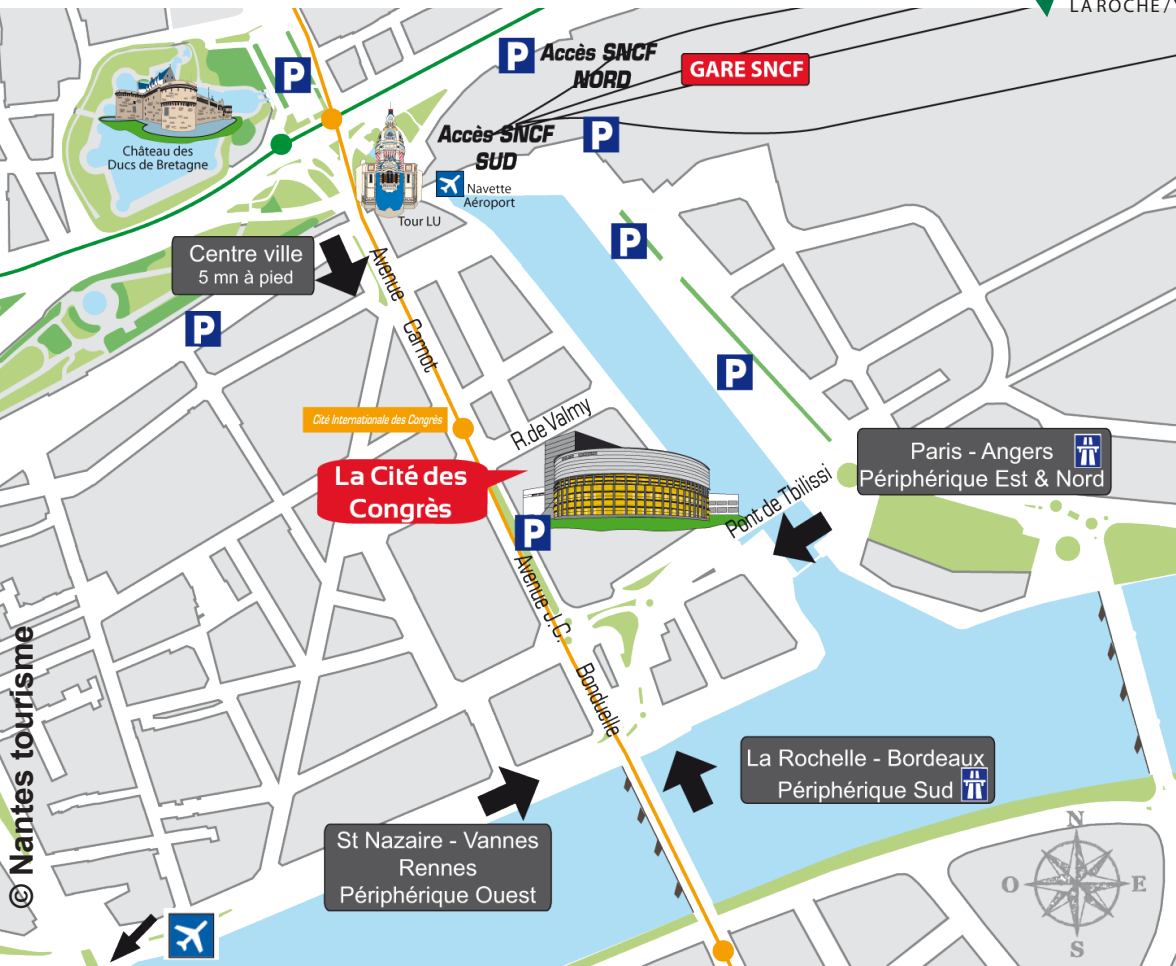 LA ROCHE /
P
P
Accès SNCF
NORD
GARE SNCF
Accès SNCF
SUD
P
Château des
Ducs de Bretagne
Navette
Aéroport
Tour LU
P
Centre ville
5 mn à pied
Avenue Carnot
P
P
Cité Internationale des Congrès
R.de Valmy
La Cité des
Congrès
Paris - Angers
Périphérique Est & Nord
Pont de Tbilissi
P
Avenue J.C. Bonduelle
© Nantes tourisme
La Rochelle - Bordeaux
Périphérique Sud
St Nazaire - Vannes
Rennes
Périphérique Ouest
N
O
E
S